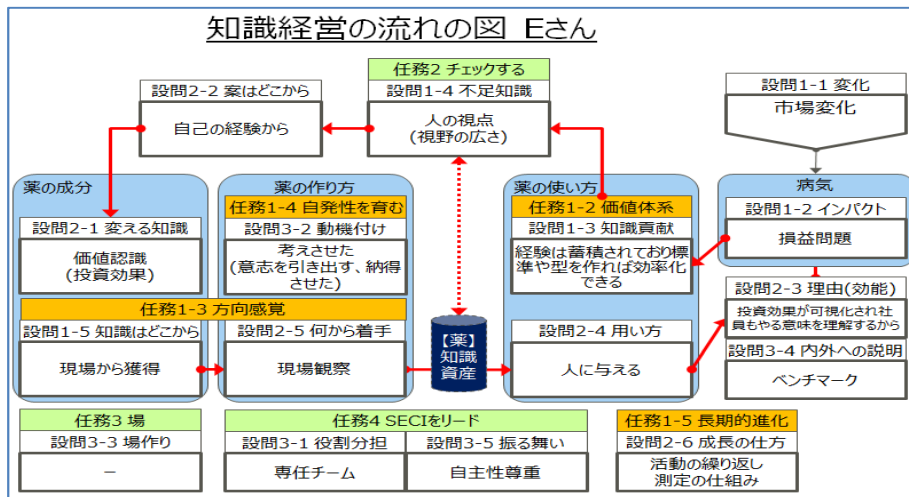 知識経営の流れの図 Eさん
任務2 チェックする
設問1-4 不足知識
人の視点
(視野の広さ)
設問2-2 案はどこから
自己の経験から
設問1-1 変化
市場変化
薬の成分
設問2-1 変える知識
価値認識
(投資効果)
薬の作り方
任務1-4 自発性を育む
設問3-2 動機付け
考えさせた
(意志を引き出す、納得
させた)
任務1-3 方向感覚
設問1-5 知識はどこから
現場から獲得
設問2-5 何から着手
現場観察
【薬】
知識
資産
薬の使い方
任務1-2 価値体系
設問1-3 知識貢献
経験は蓄積されており標
準や型を作れば効率化
できる
設問2-4 用い方
人に与える
病気
設問1-2 インパクト
損益問題
設問2-3 理由(効能)
投資効果が可視化され社
員もやる意味を理解するから
設問3-4 内外への説明
ベンチマーク
任務3 場
設問3-3 場作り
－
任務4 SECIをリード
設問3-1 役割分担
専任チーム
設問3-5 振る舞い
自主性尊重
任務1-5 長期的進化
設問2-6 成長の仕方
活動の繰り返し
測定の仕組み